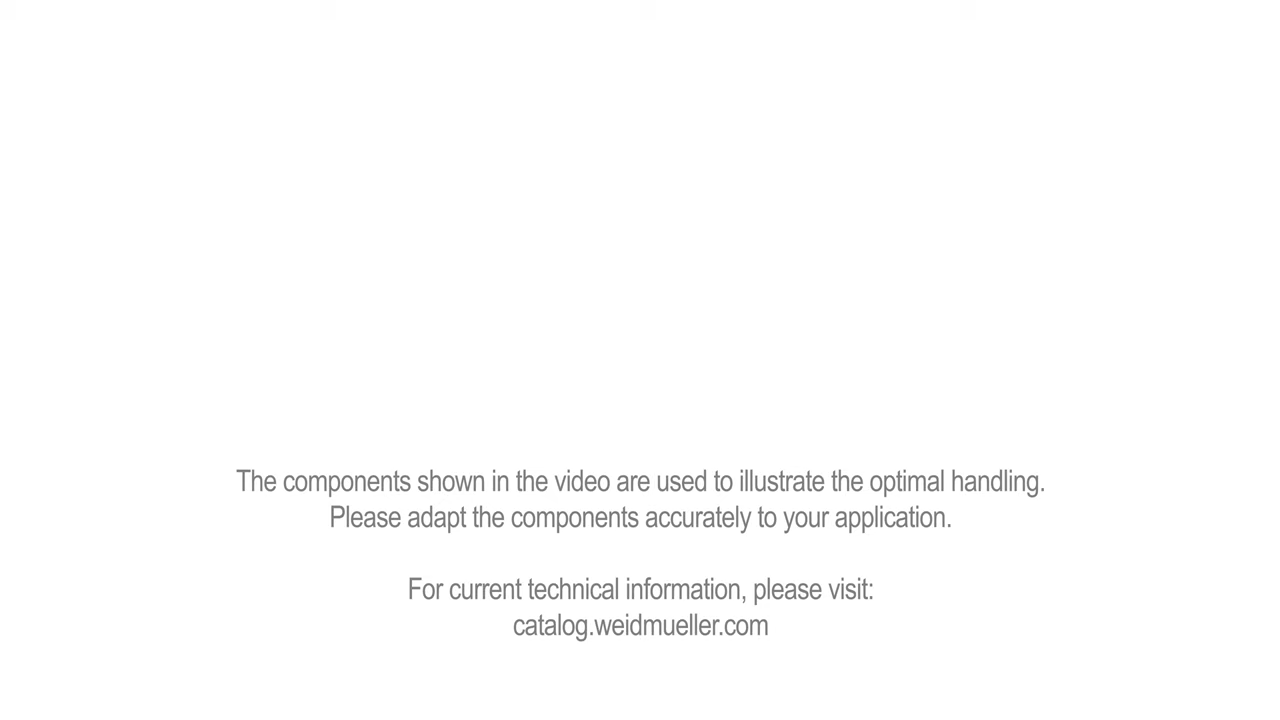 The components shown in the video are used to illustrate the optimal handling.
Please adapt the components accurately to your application.
For current technical information, please visit:
catalog.weidmueller.com